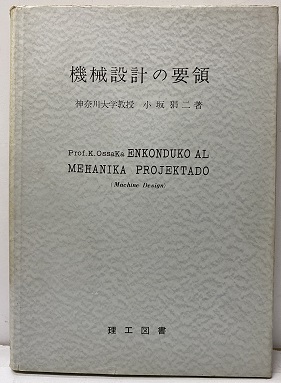 機械設計の要領
神奈川大学教授 小坂狷二著
Prof.K.OssaKa ENKONDUKO AL
MEHANIKA PROJEKTADO
(Machine Design)
理工図書